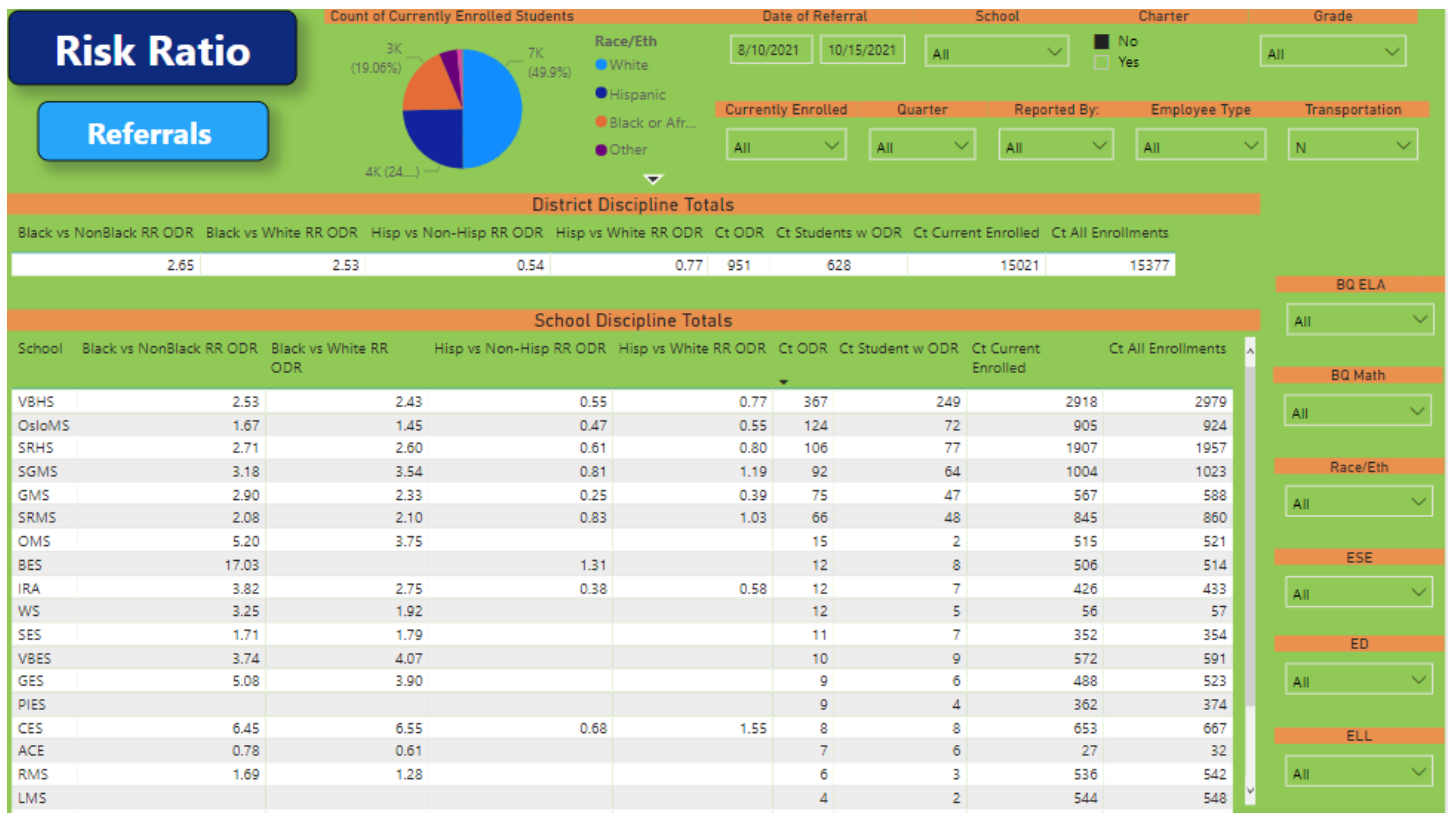 Risk Ratio
Referrals
Count of Currently Enrolled Students
3K
(19.06%)
7K
(49.9%)
4K (24....)
Race/Eth
White
Hispanic
Black or Afr...
Other
Date of Referral
8/10/2021 10/15/2021
School
All
Charter
No
Yes
Grade
All
Currently Enrolled
All
Quarter
All
Reported By:
All
Employee Type
All
Transportation
N
District Discipline Totals
Black vs NonBlack RR ODR Black vs White RR ODR Hisp vs Non-Hisp RR ODR Hisp vs White RR ODR Ct ODR Ct Students w ODR Ct Current Enrolled Ct All Enrollments
2.65 2.53 0.54 0.77 951 628 15021 15377
School Discipline Totals
School Black vs NonBlack RR ODR Black vs White RR Hisp vs Non-Hisp RR ODR Hisp vs White RR ODR Ct ODR Ct Student w ODR Ct Current Ct All Enrollments
ODR Enrolled
VBHS 2.53 2.43 0.55 0.77 367 249 2918 2979
OsloMS 1.67 1.45 0.47 0.55 124 72 905 924
SRHS 2.71 2.60 0.61 0.80 106 77 1907 1957
SGMS 3.18 3.54 0.81 1.19 92 64 1004 1023
GMS 2.90 2.33 0.25 0.39 75 47 567 588
SRMS 2.08 2.10 0.83 1.03 66 48 845 860
OMS 5.20 3.75 15 2 515 521
BES 17.03 1.31 12 8 506 514
IRA 3.82 2.75 0.38 0.58 12 7 426 433
WS 3.25 1.92 12 5 56 57
SES 1.71 1.79 11 7 352 354
VBES 3.74 4.07 10 9 572 591
GES 5.08 3.90 9 6 488 523
PIES 9 4 362 374
CES 6.45 6.55 0.68 1.55 8 8 653 667
ACE 0.78 0.61 7 6 27 32
RMS 1.69 1.28 6 3 536 542
LMS 4 2 544 548
BQ ELA
All
BQ Math
All
Race/Eth
All
ESE
All
ED
All
ELL
All